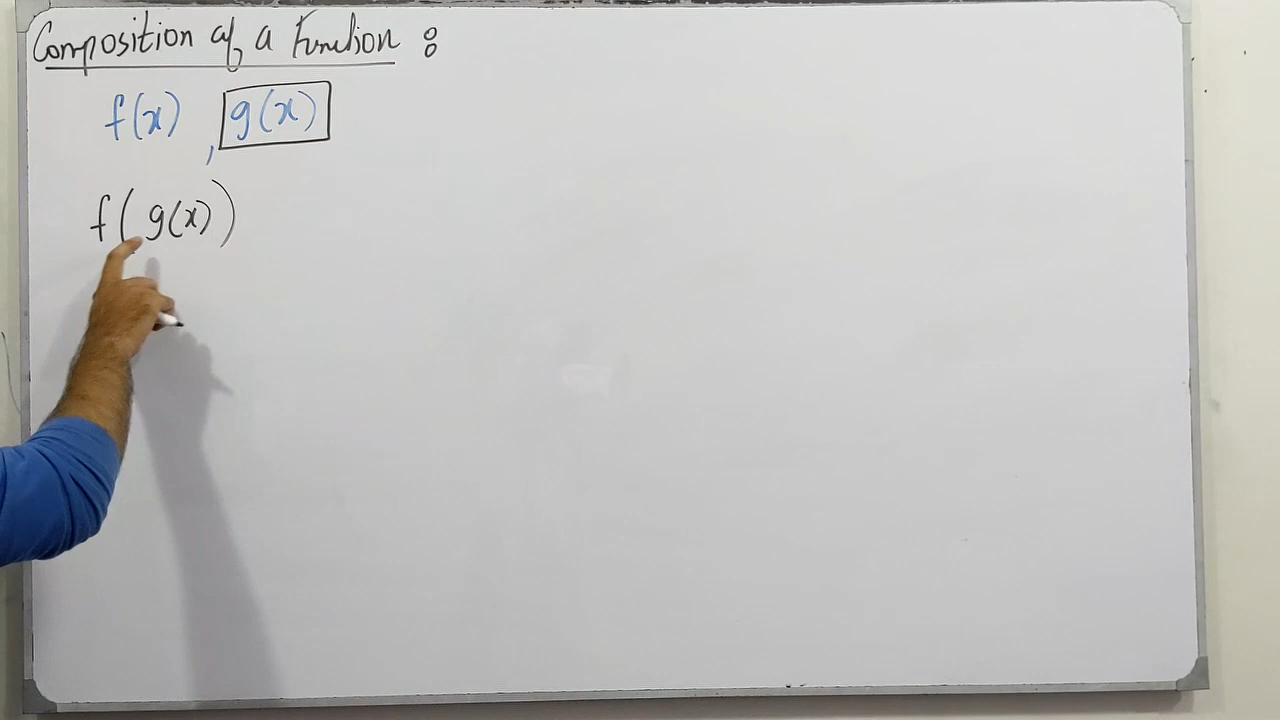 Composition of a Function :
f(x) , g(x)
f(g(x))